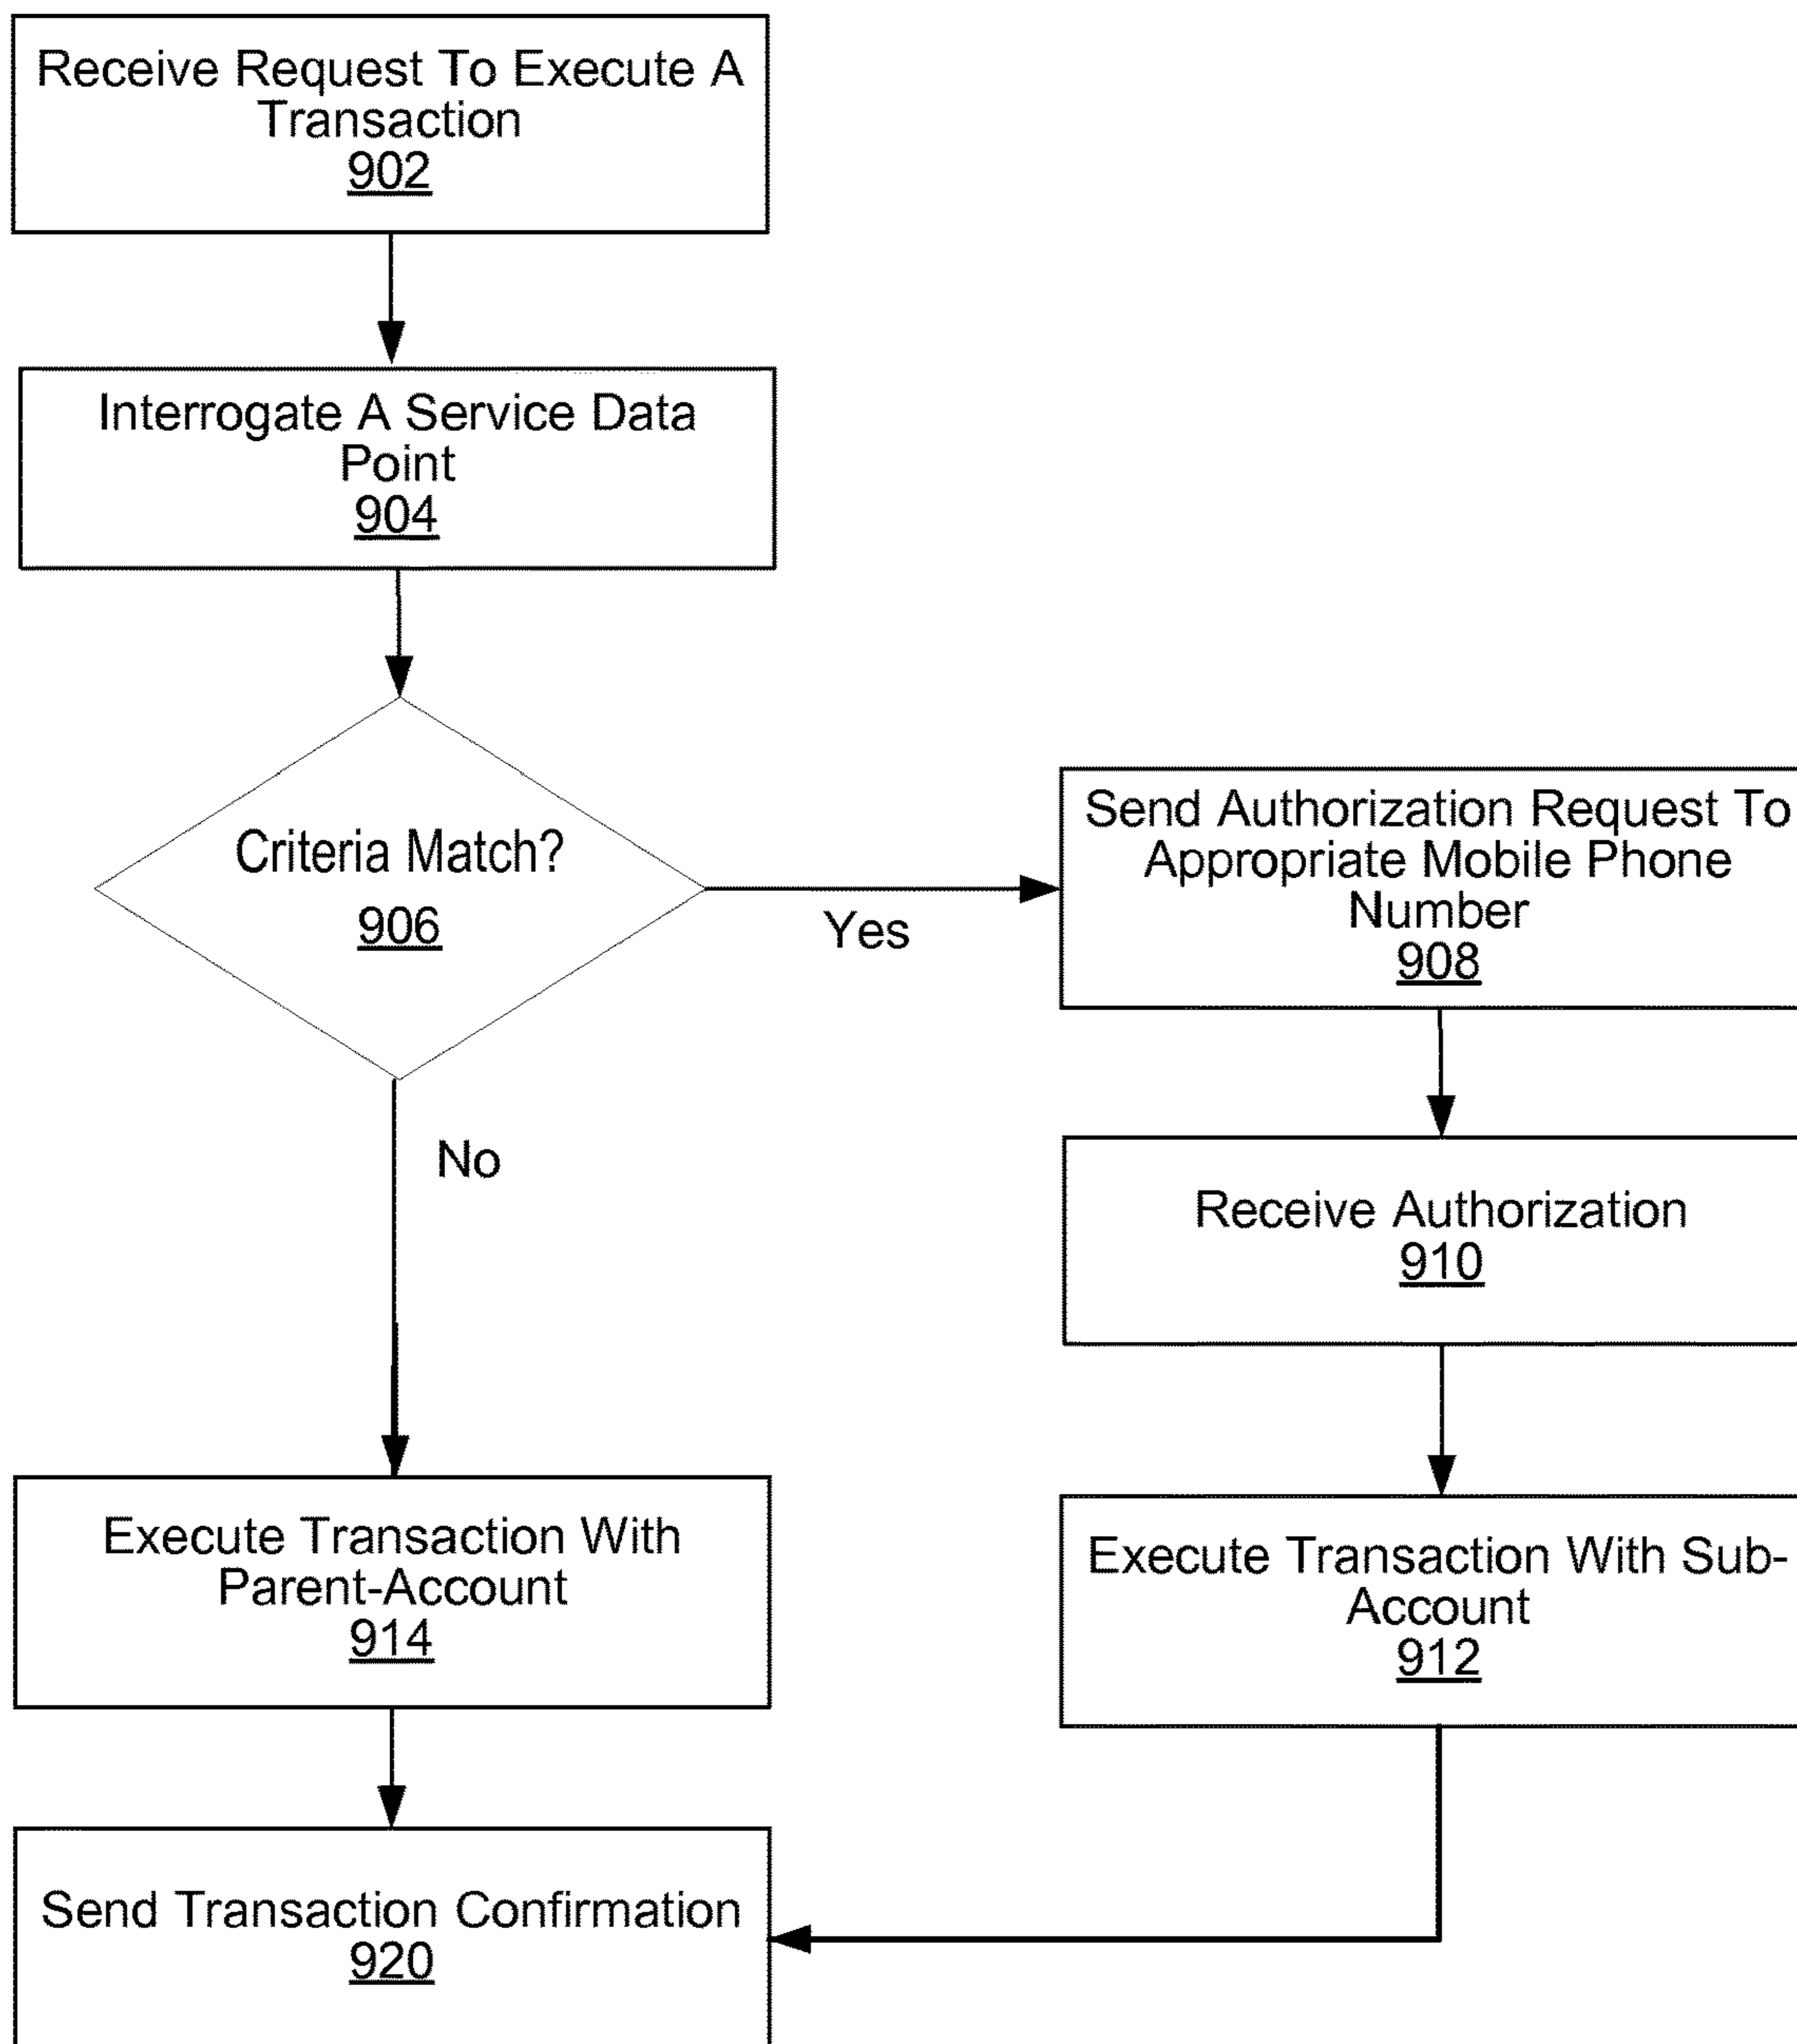 Receive Request To Execute A
Transaction
902
Interrogate A Service Data
Point
904
Criteria Match?
906
Yes
No
Send Authorization Request To
Appropriate Mobile Phone
Number
908
Receive Authorization
910
Execute Transaction With Sub-
Account
912
Execute Transaction With
Parent-Account
914
Send Transaction Confirmation
920